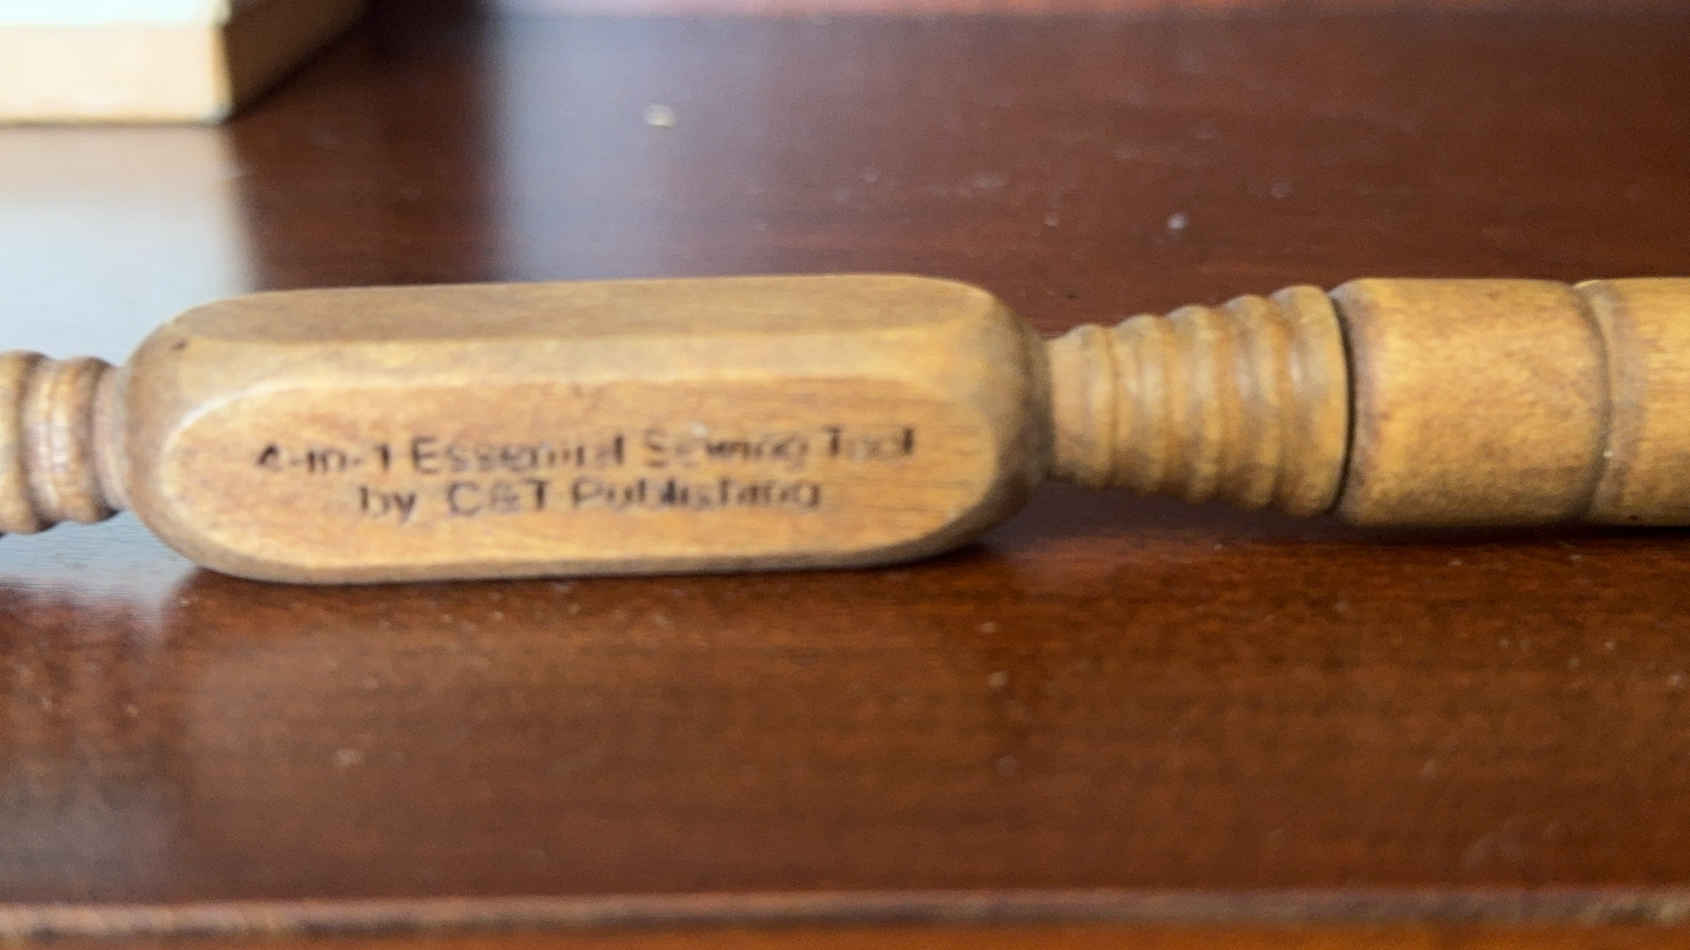 4-in-1 Essential Sewing Tool
by C&T Publishing